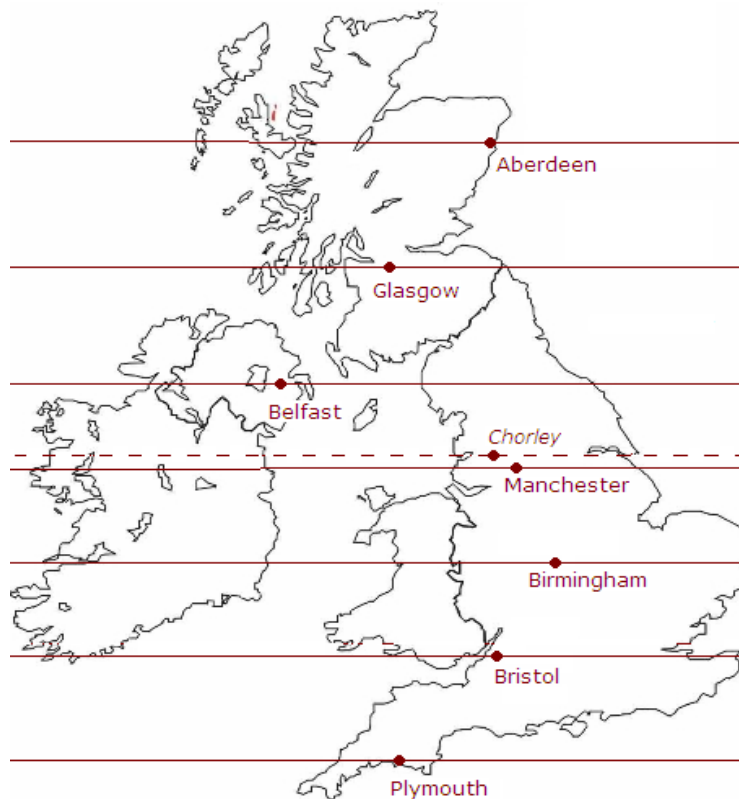 Aberdeen
Glasgow
Belfast
Chorley
Manchester
Birmingham
Bristol
Plymouth